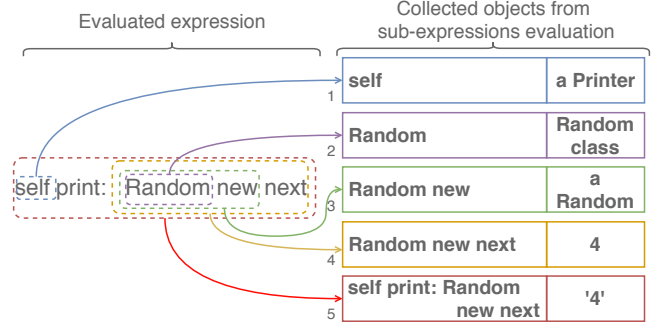 Evaluated expression
Collected objects from
sub-expressions evaluation
self print: Random new next
1
self
a Printer
2
Random
Random
class
3
Random new
a
Random
4
Random new next
4
5
self print: Random
new next
'4'